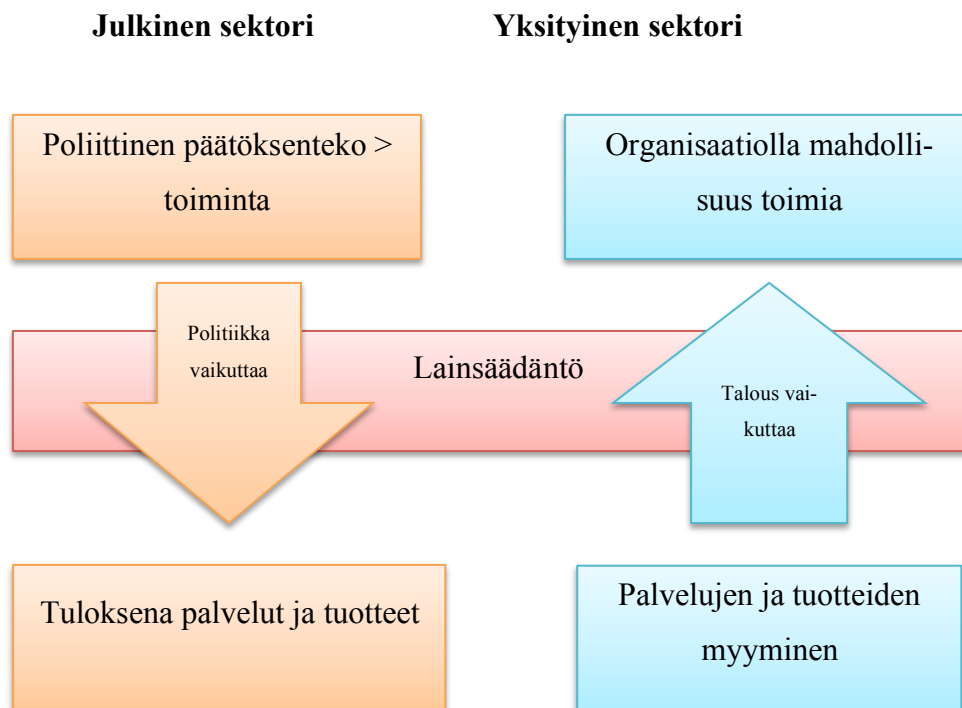 Julkinen sektori
Yksityinen sektori
Poliittinen päätöksenteko >
toiminta
Organisaatiolla mahdolli-
suus toimia
Politiikka
vaikuttaa
Lainsäädäntö
Talous vai-
kuttaa
Tuloksena palvelut ja tuotteet
Palvelujen ja tuotteiden
myyminen